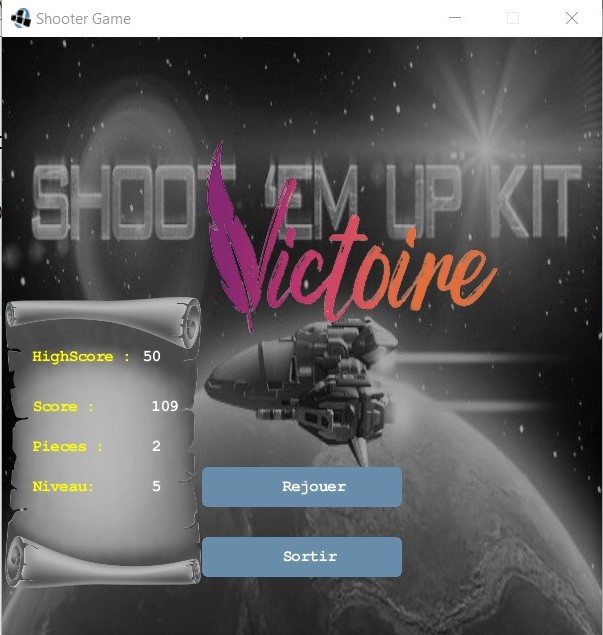 Shooter Game
SHOOT 'EM UP KIT
Victoire
HighScore : 50
Score : 109
Pieces : 2
Niveau: 5
Rejouer
Sortir